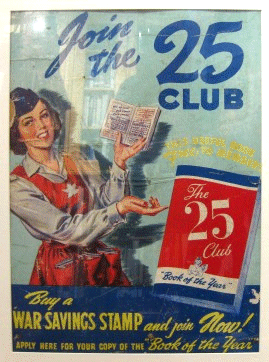 Join
the 25
CLUB
The
25
Club
"Book of the Year"
Buy a
WAR SAVINGS STAMP and join Now!
APPLY HERE FOR YOUR COPY OF THE "Book of the Year"